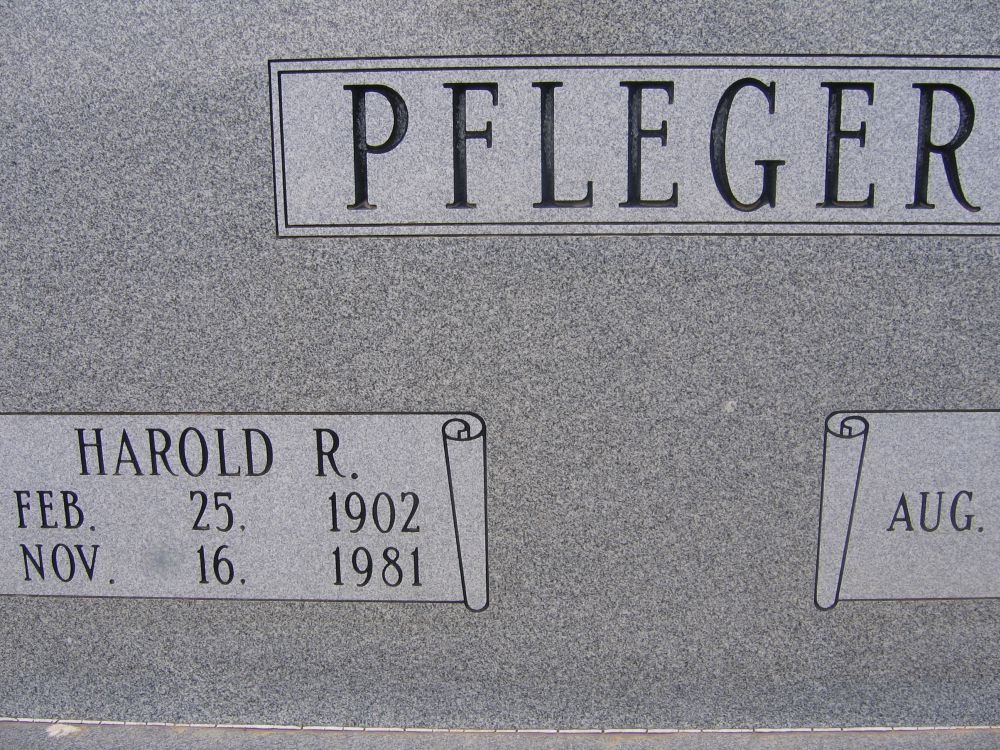 PFLEGER
HAROLD R.
FEB. 25. 1902
NOV. 16. 1981
AUG.